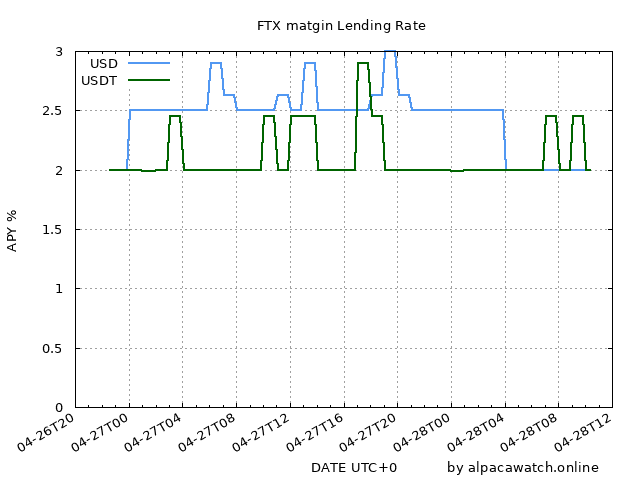 FTX matgin Lending Rate
USD
USDT
3
2.5
2
1.5
1
0.5
0
APY %
04-26T20
04-27T00
04-27T04
04-27T08
04-27T12
04-27T16
04-27T20
04-28T00
04-28T04
04-28T08
04-28T12
DATE UTC+0
by alpacawatch.online